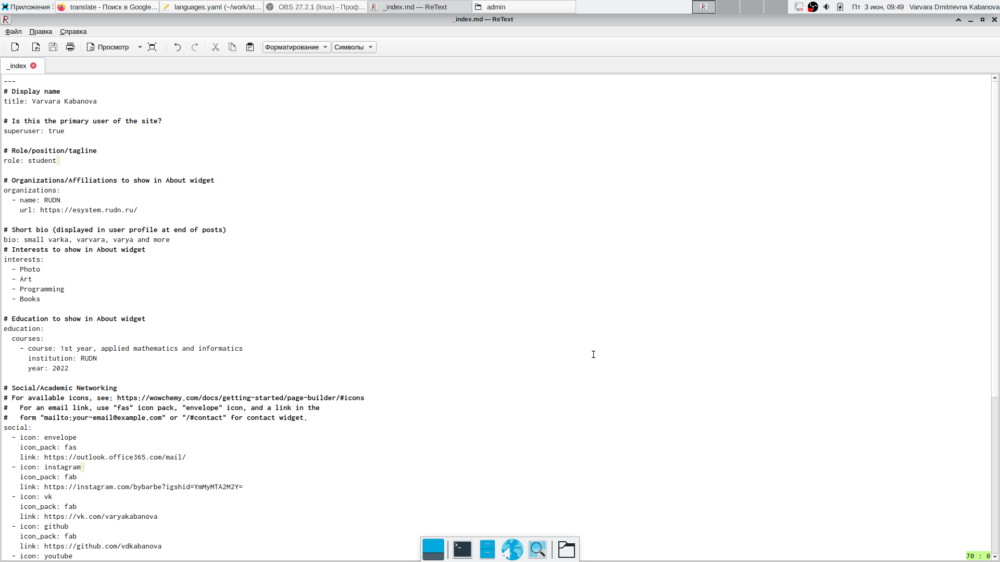 Приложения
translate - Поиск в Google...
languages.yaml (~/work/st...
OBS 27.2.1 (linux) - Проф...
_index.md — ReText
admin
Пт 3 июн, 09:49
Varvara Dmitrievna Kabanova
_index.md — ReText
Файл Правка Справка
Просмотр Форматирование Символы
_index
---
# Display name
title: Varvara Kabanova
# Is this the primary user of the site?
superuser: true
# Role/position/tagline
role: student
# Organizations/Affiliations to show in About widget
organizations:
- name: RUDN
url: https://esystem.rudn.ru/
# Short bio (displayed in user profile at end of posts)
bio: small varka, varvara, varya and more
# Interests to show in About widget
interests:
- Photo
- Art
- Programming
- Books
# Education to show in About widget
education:
courses:
- course: 1st year, applied mathematics and informatics
institution: RUDN
year: 2022
# Social/Academic Networking
# For available icons, see: https://wowchemy.com/docs/getting-started/page-builder/#icons
#   For an email link, use "fas" icon pack, "envelope" icon, and a link in the
#   form "mailto:your-email@example.com" or "/#contact" for contact widget.
social:
- icon: envelope
icon_pack: fas
link: https://outlook.office365.com/mail/
- icon: instagram
icon_pack: fab
link: https://instagram.com/bybarbe?igshid=YmMyMTA2M2Y=
- icon: vk
icon_pack: fab
link: https://vk.com/varyakabanova
- icon: github
icon_pack: fab
link: https://github.com/vdkabanova
- icon: youtube
70 : 0